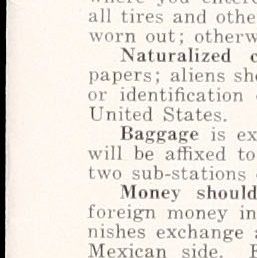 where you entere
all tires and othe
worn out; otherw
Naturalized c
papers; aliens sh
or identification
United States.
Baggage is ex
will be affixed to
two sub-stations
Money should
foreign money in
nishes exchange a
Mexican side.